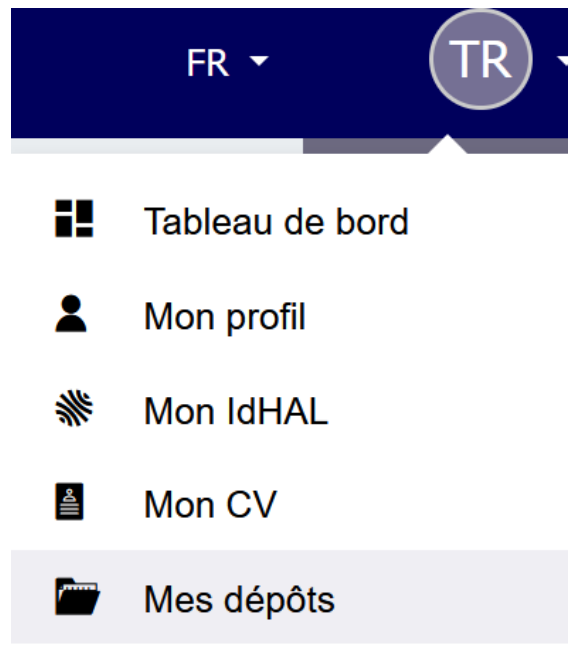 FR
TR
Tableau de bord
Mon profil
Mon IdHAL
Mon CV
Mes dépôts